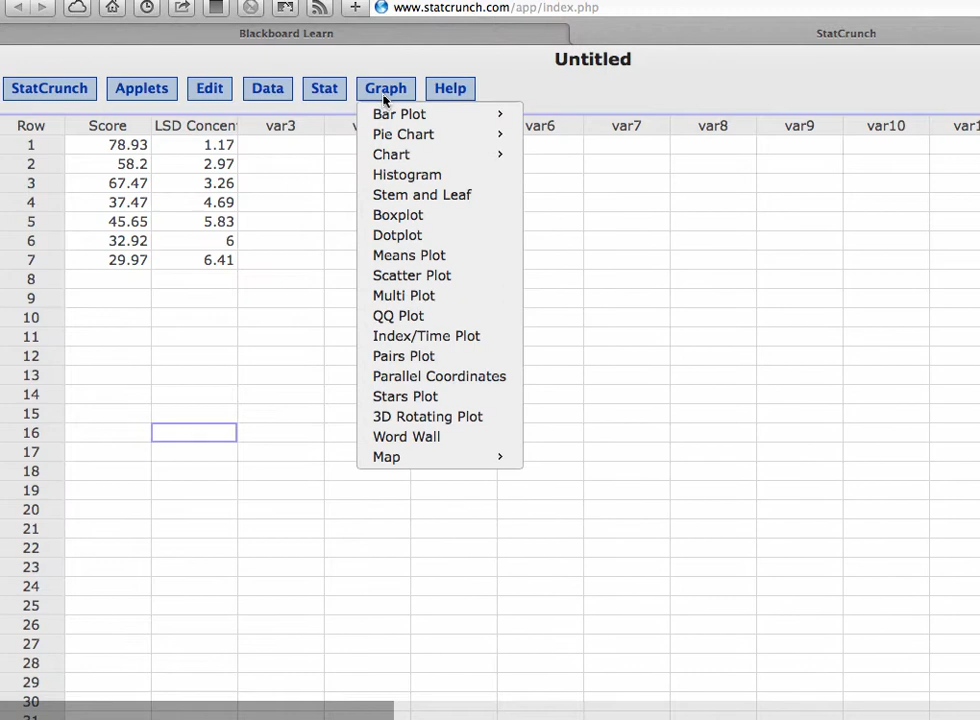 www.statcrunch.com/app/index.php
Blackboard Learn StatCrunch
Untitled
StatCrunch Applets Edit Data Stat Graph Help
Row Score LSD Concen var3 var6 var7 var8 var9 var10
1 78.93 1.17
2 58.2 2.97
3 67.47 3.26
4 37.47 4.69
5 45.65 5.83
6 32.92 6
7 29.97 6.41
8
9
10
11
12
13
14
15
16
17
18
19
20
21
22
23
24
25
26
27
28
29
30
Bar Plot
Pie Chart
Chart
Histogram
Stem and Leaf
Boxplot
Dotplot
Means Plot
Scatter Plot
Multi Plot
QQ Plot
Index/Time Plot
Pairs Plot
Parallel Coordinates
Stars Plot
3D Rotating Plot
Word Wall
Map